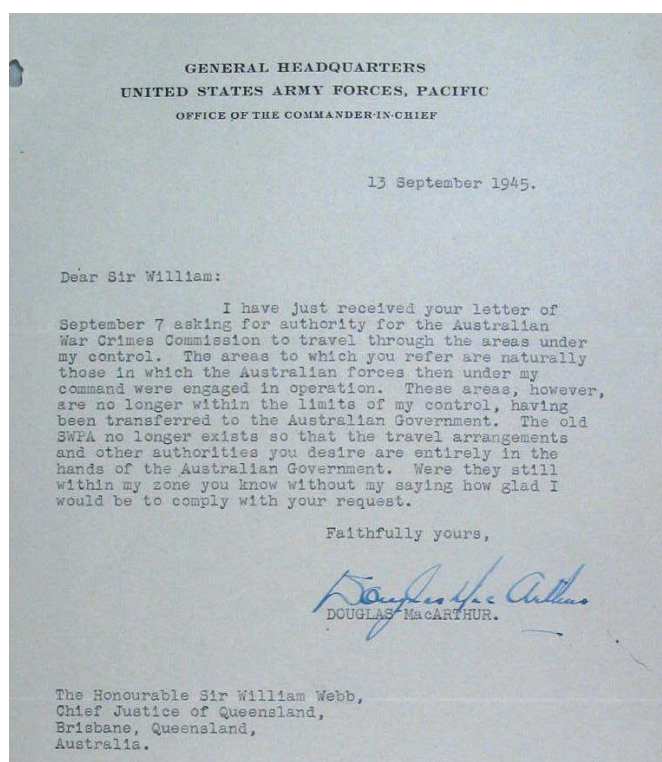 GENERAL HEADQUARTERS
UNITED STATES ARMY FORCES, PACIFIC
OFFICE OF THE COMMANDER-IN-CHIEF
13 September 1945.
Dear Sir William:
I have just received your letter of
September 7 asking for authority for the Australian
War Crimes Commission to travel through the areas under
my control. The areas to which you refer are naturally
those in which the Australian forces then under my
command were engaged in operation. These areas, however,
are no longer within the limits of my control, having
been transferred to the Australian Government. The old
SWPA no longer exists so that the travel arrangements
and other authorities you desire are entirely in the
hands of the Australian Government. Were they still
within my zone you know without my saying how glad I
would be to comply with your request.
Faithfully yours,
Douglas MacArthur
DOUGLAS MacARTHUR.
The Honourable Sir William Webb,
Chief Justice of Queensland,
Brisbane, Queensland,
Australia.